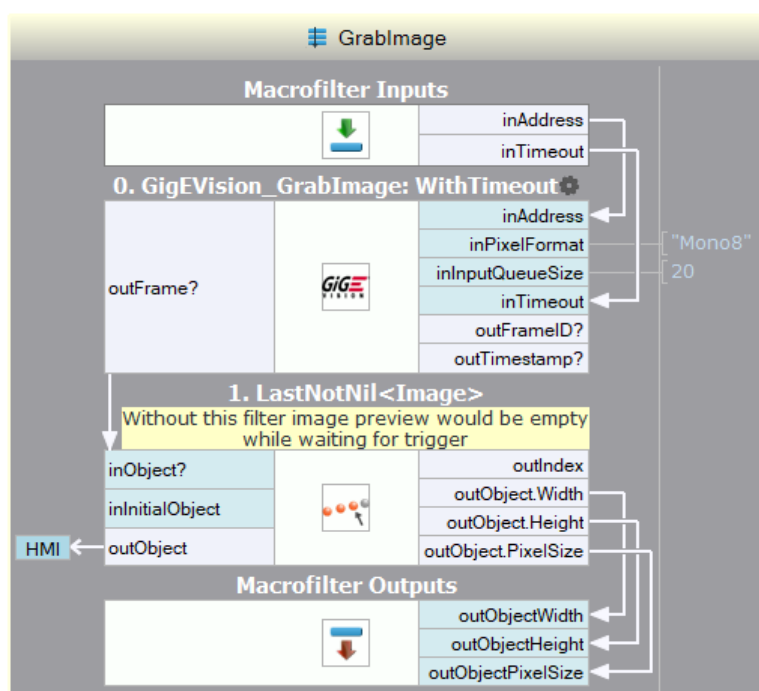 GrabImage
Macrofilter Inputs
inAddress
inTimeout
0. GigEVision_GrabImage: WithTimeout
outFrame?
GiGE
VISION
inAddress
inPixelFormat
"Mono8"
inInputQueueSize
20
inTimeout
outFrameID?
outTimestamp?
1. LastNotNil<Image>
Without this filter image preview would be empty
while waiting for trigger
inObject?
inInitialObject
outObject
HMI
outIndex
outObject.Width
outObject.Height
outObject.PixelSize
Macrofilter Outputs
outObjectWidth
outObjectHeight
outObjectPixelSize